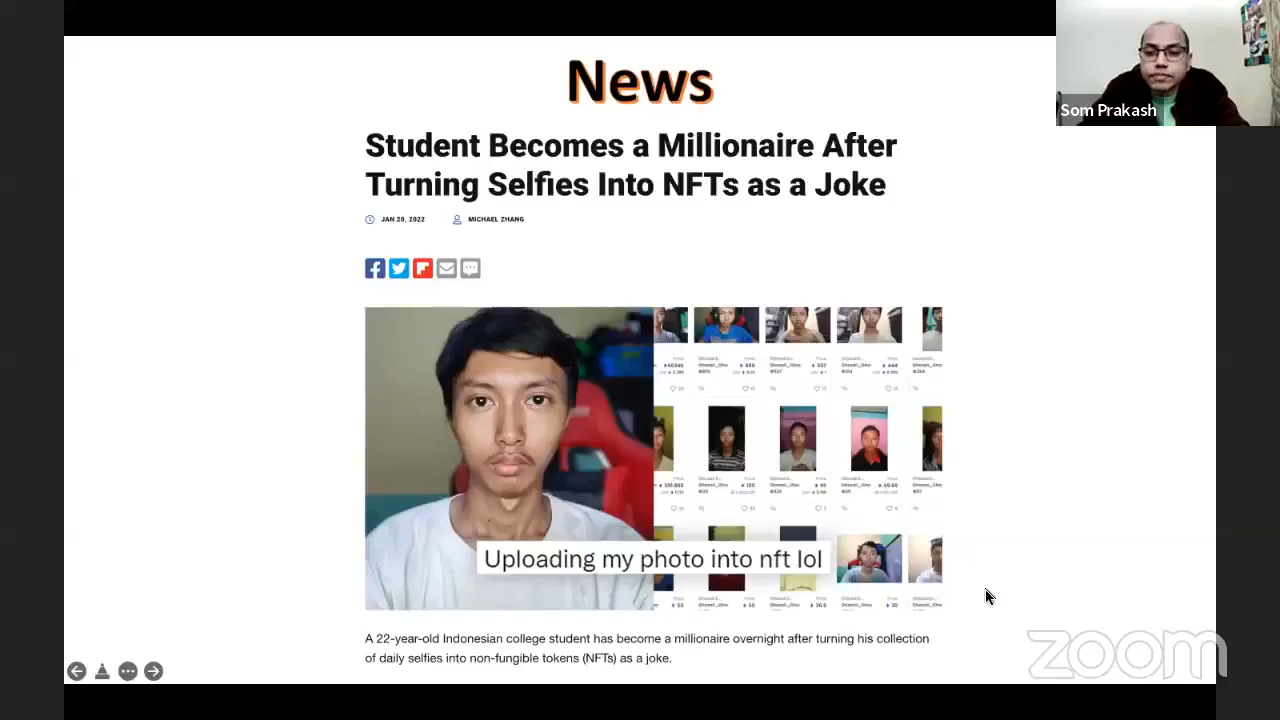 News
Som Prakash
Student Becomes a Millionaire After
Turning Selfies Into NFTs as a Joke
JAN 20, 2022 MICHAEL ZHANG
Uploading my photo into nft lol
A 22-year-old Indonesian college student has become a millionaire overnight after turning his collection
of daily selfies into non-fungible tokens (NFTs) as a joke.
zoom